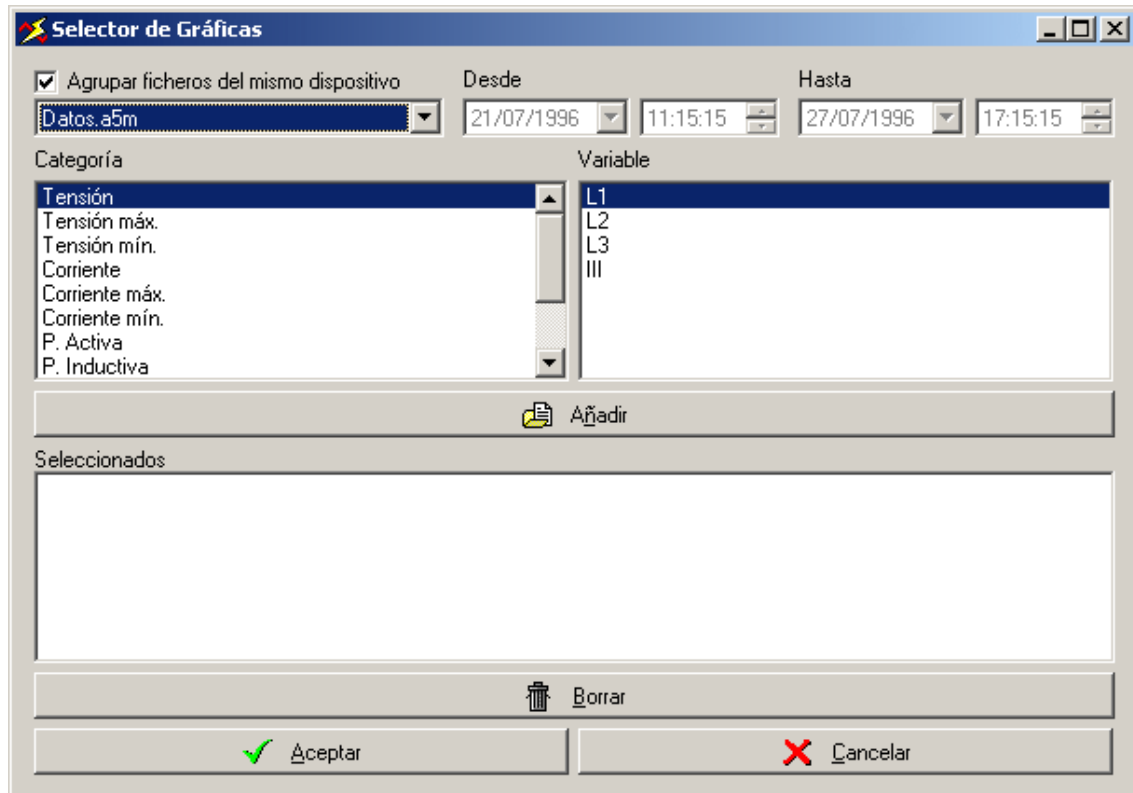 Selector de Gráficas
Agrupar ficheros del mismo dispositivo Desde Hasta
Datos.a5m 21/07/1996 11:15:15 27/07/1996 17:15:15
Categoría Variable
Tensión L1
Tensión máx. L2
Tensión mín. L3
Corriente III
Corriente máx.
Corriente mín.
P. Activa
P. Inductiva
Añadir
Seleccionados
Borrar
Aceptar Cancelar